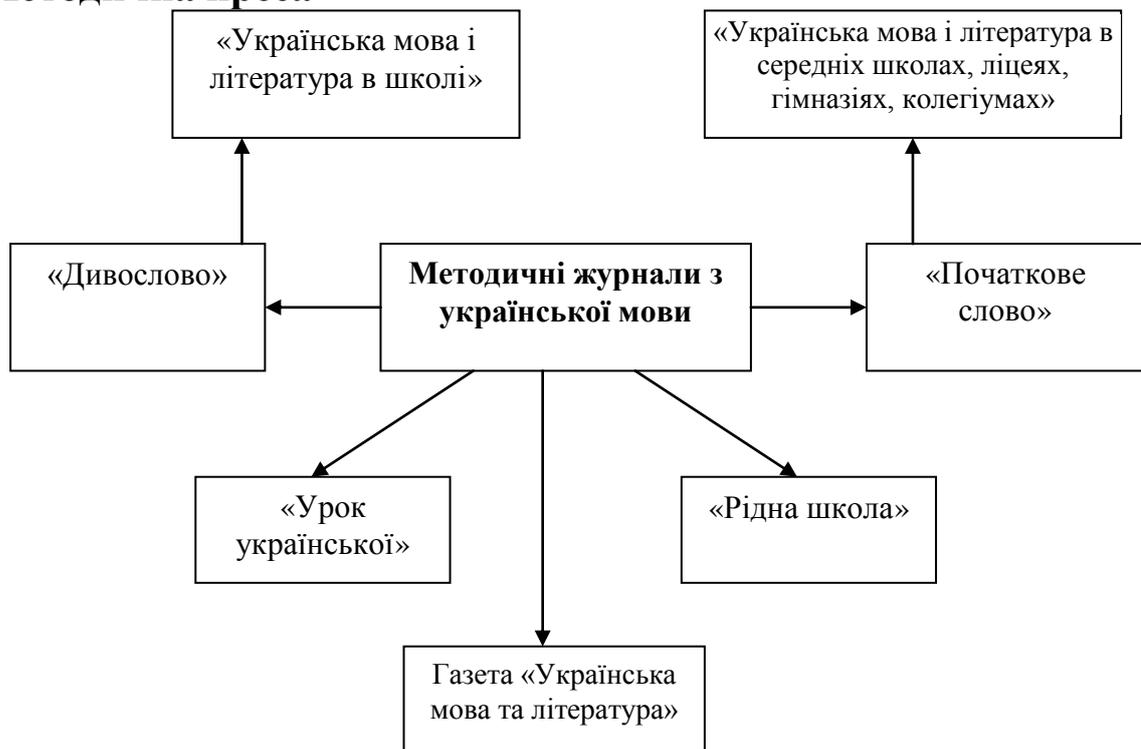 «Українська мова і
література в школі»
«Українська мова і література в
середніх школах, ліцеях,
гімназіях, колегіумах»
«Дивослово»
Методичні журнали з
української мови
«Початкове
слово»
«Урок
української»
«Рідна школа»
Газета «Українська
мова та література»